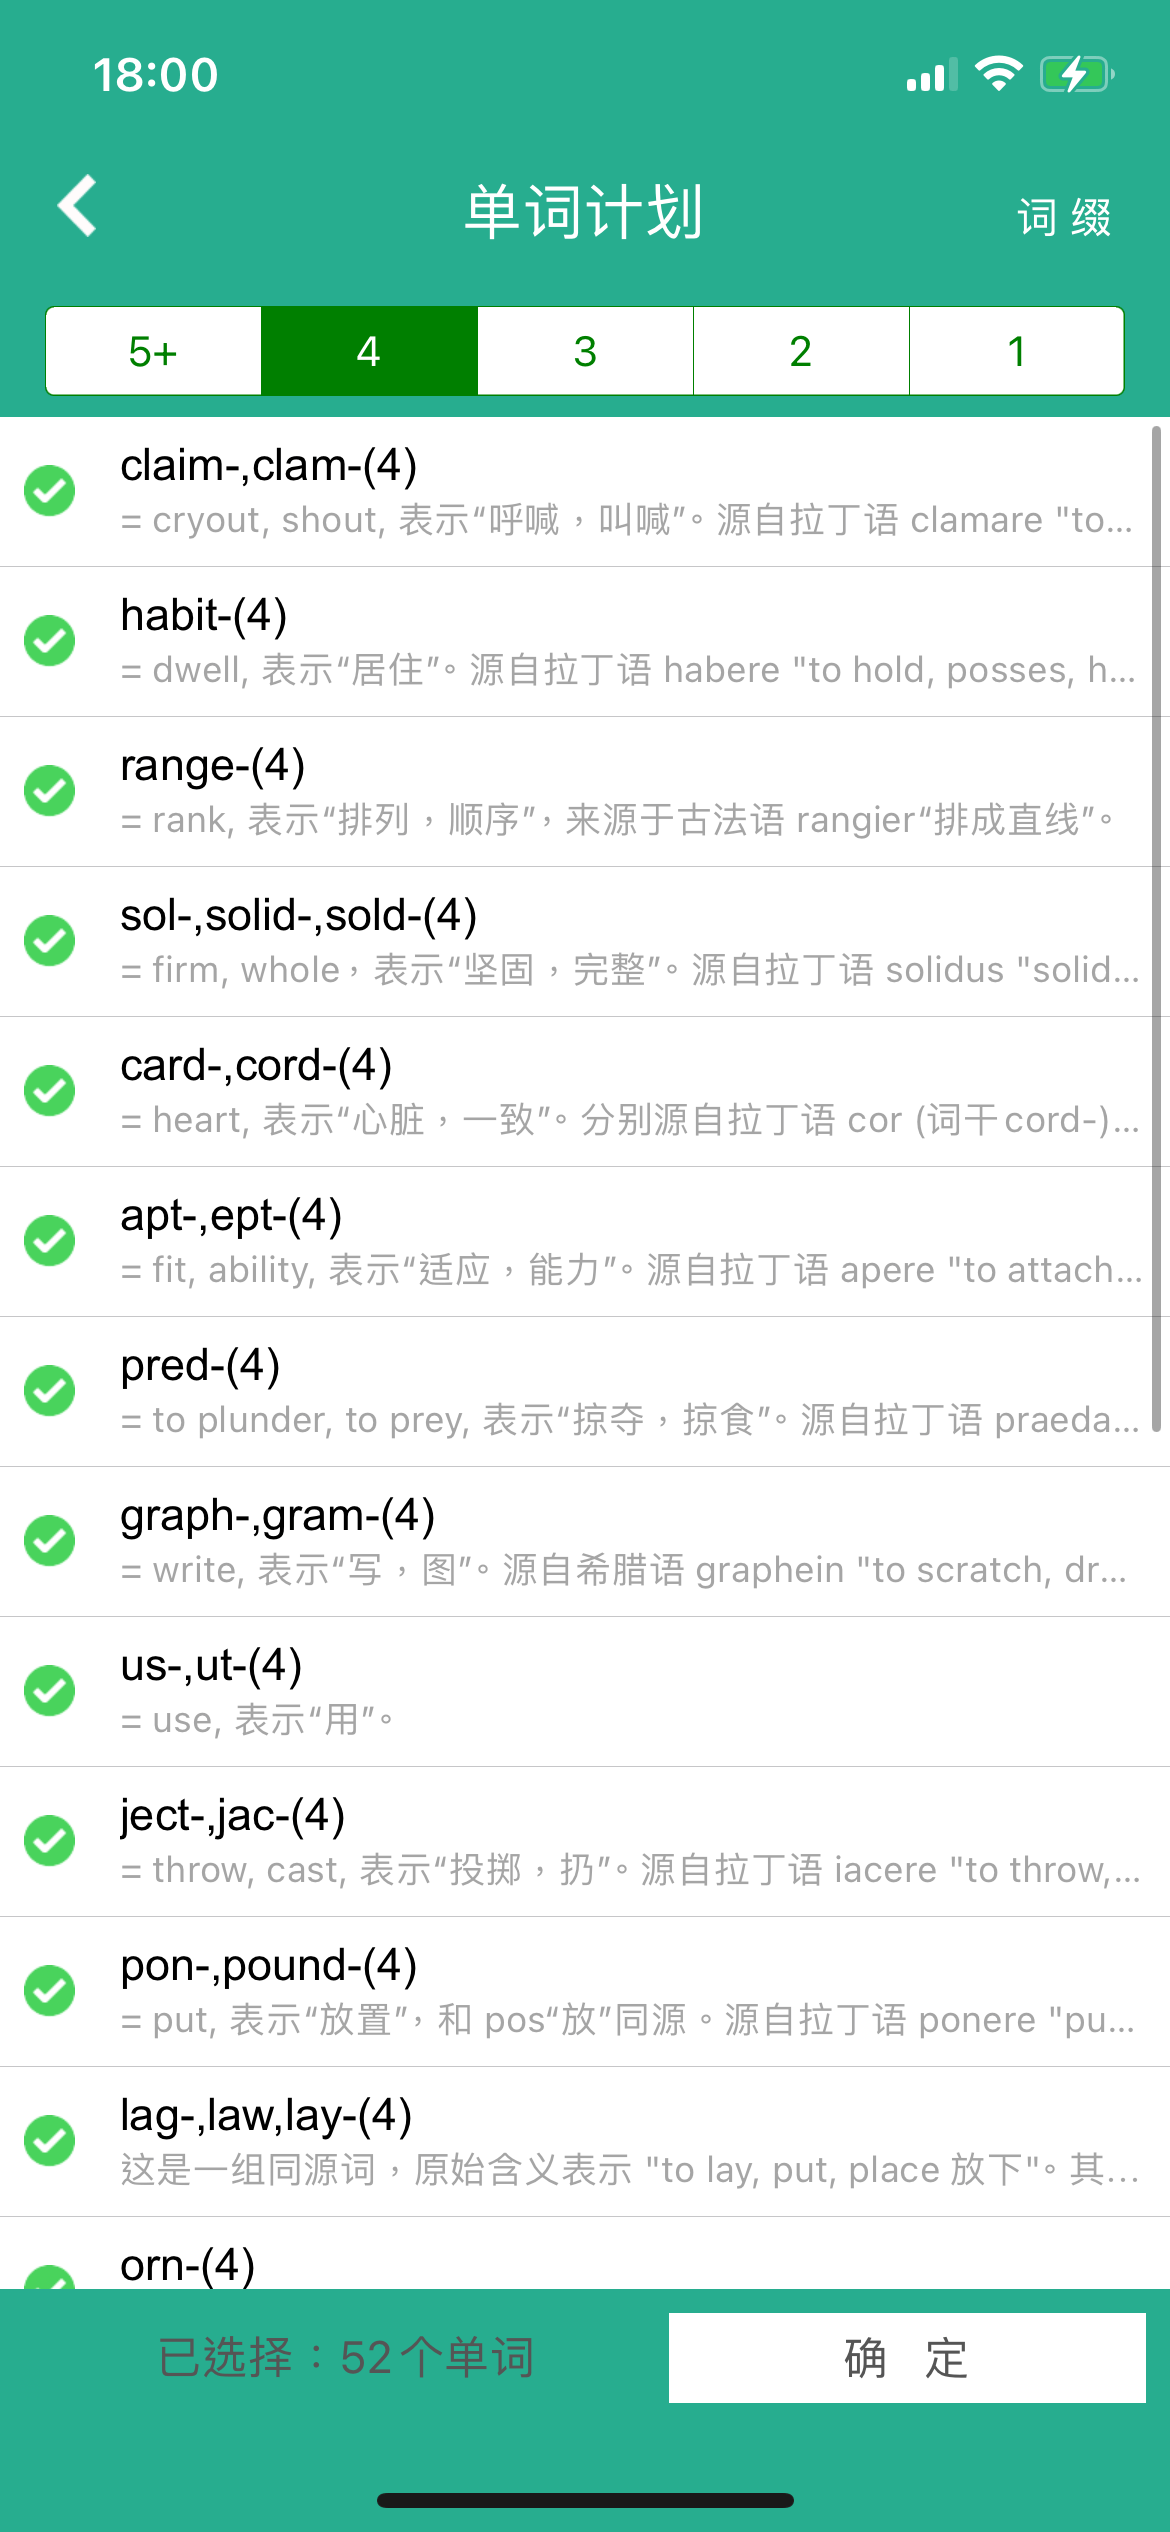 18:00
单词计划
词 缀
5+ 4 3 2 1
claim-,clam-(4)
= cryout, shout, 表示“呼喊，叫喊”。源自拉丁语 clamare "to...
habit-(4)
= dwell, 表示“居住”。源自拉丁语 habere "to hold, posses, h...
range-(4)
= rank, 表示“排列，顺序”，来源于古法语 rangier“排成直线”。
sol-,solid-,sold-(4)
= firm, whole，表示“坚固，完整”。源自拉丁语 solidus "solid...
card-,cord-(4)
= heart, 表示“心脏，一致”。分别源自拉丁语 cor (词干cord-)...
apt-,ept-(4)
= fit, ability, 表示“适应，能力”。源自拉丁语 apere "to attach...
pred-(4)
= to plunder, to prey, 表示“掠夺，掠食”。源自拉丁语 praeda...
graph-,gram-(4)
= write, 表示“写，图”。源自希腊语 graphein "to scratch, dr...
us-,ut-(4)
= use, 表示“用”。
ject-,jac-(4)
= throw, cast, 表示“投掷，扔”。源自拉丁语 iacere "to throw,...
pon-,pound-(4)
= put, 表示“放置”，和 pos“放”同源。源自拉丁语 ponere "pu...
lag-,law,lay-(4)
这是一组同源词，原始含义表示 "to lay, put, place 放下"。其...
orn-(4)
已选择：52个单词
确 定